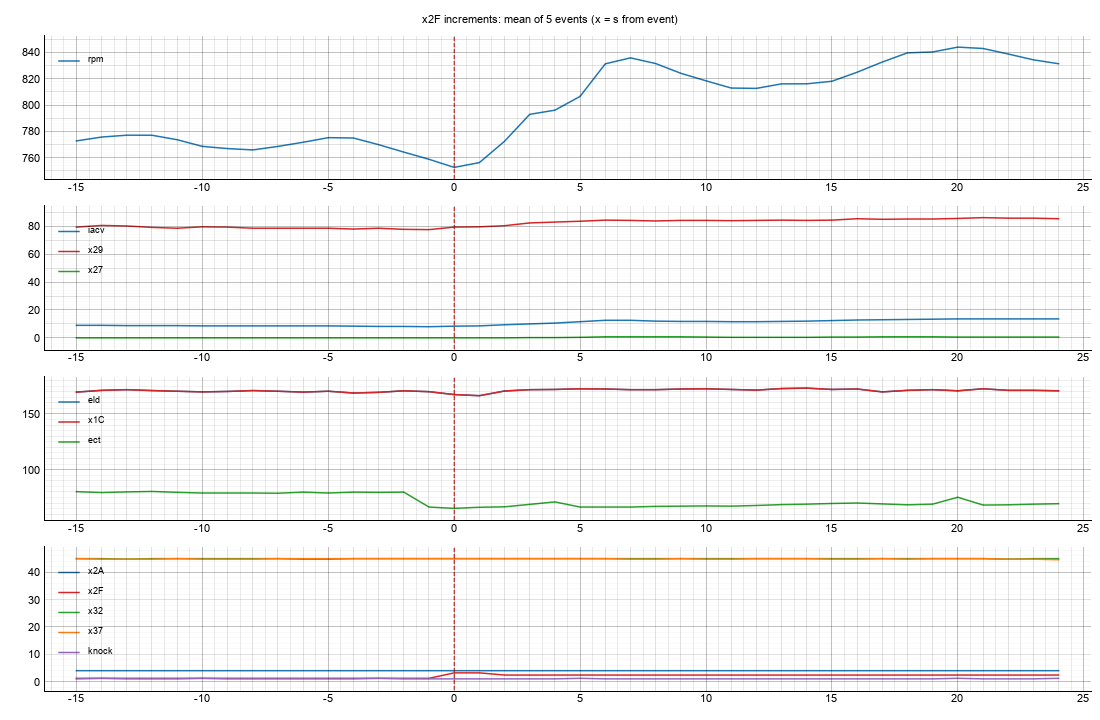 x2F increments: mean of 5 events (x = s from event)
840
820
800
780
760
rpm
-15 -10 -5 0 5 10 15 20 25
80
60
40
20
0
iacv
x29
x27
-15 -10 -5 0 5 10 15 20 25
150
100
eld
x1C
ect
-15 -10 -5 0 5 10 15 20 25
40
30
20
10
0
x2A
x2F
x32
x37
knock
-15 -10 -5 0 5 10 15 20 25